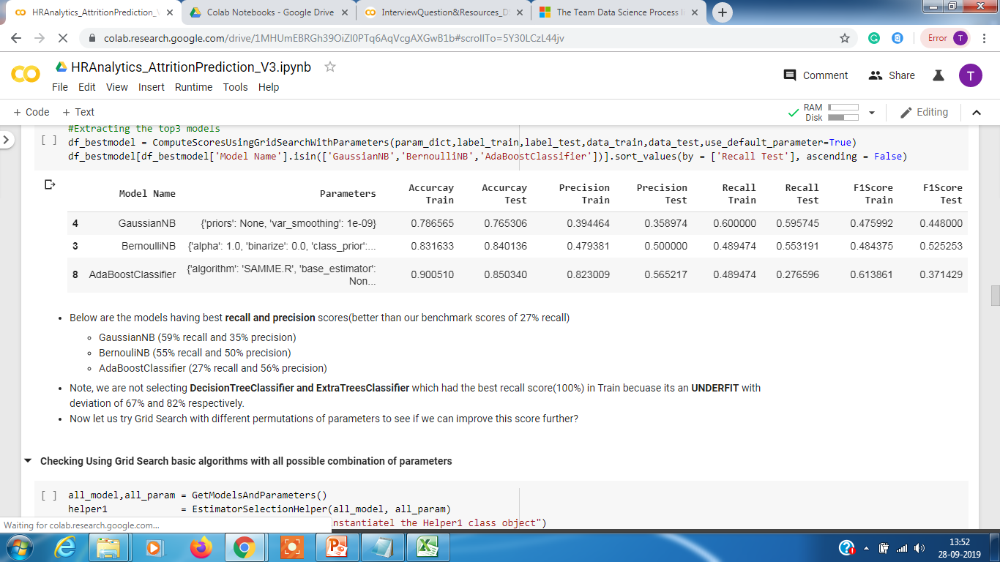 HRAnalytics_AttritionPrediction_V
Colab Notebooks - Google Drive
InterviewQuestion&Resources_D
The Team Data Science Process li
colab.research.google.com/drive/1MHUmEBRGh39OiZI0PTq6AqVcgAXGwB1b#scrollTo=5Y30LCzL44jv
Error T
HRAnalytics_AttritionPrediction_V3.ipynb
Comment Share T
File Edit View Insert Runtime Tools Help
+ Code + Text
RAM
Disk
Editing
#Extracting the top3 models
[ ] df_bestmodel = ComputeScoresUsingGridSearchWithParameters(param_dict,label_train,label_test,data_train,data_test,use_default_parameter=True)
df_bestmodel[df_bestmodel['Model Name'].isin(['GaussianNB','BernoulliNB','AdaBoostClassifier'])].sort_values(by = ['Recall Test'], ascending = False)
Model Name Parameters Accurcay Train Accurcay Test Precision Train Precision Test Recall Train Recall Test F1Score Train F1Score Test
4 GaussianNB {'priors': None, 'var_smoothing': 1e-09} 0.786565 0.765306 0.394464 0.358974 0.600000 0.595745 0.475992 0.448000
3 BernoulliNB {'alpha': 1.0, 'binarize': 0.0, 'class_prior':... 0.831633 0.840136 0.479381 0.500000 0.489474 0.553191 0.484375 0.525253
8 AdaBoostClassifier {'algorithm': 'SAMME.R', 'base_estimator': Non... 0.900510 0.850340 0.823009 0.565217 0.489474 0.276596 0.613861 0.371429
• Below are the models having best recall and precision scores(better than our benchmark scores of 27% recall)
◦ GaussianNB (59% recall and 35% precision)
◦ BernouliNB (55% recall and 50% precision)
◦ AdaBoostClassifier (27% recall and 56% precision)
• Note, we are not selecting DecisionTreeClassifier and ExtraTreesClassifier which had the best recall score(100%) in Train becuase its an UNDERFIT with
deviation of 67% and 82% respectively.
• Now let us try Grid Search with different permutations of parameters to see if we can improve this score further?
Checking Using Grid Search basic algorithms with all possible combination of parameters
[ ] all_model,all_param = GetModelsAndParameters()
helper1 = EstimatorSelectionHelper(all_model, all_param)
nstantiatel the Helper1 class object")
Waiting for colab.research.google.com...
13:52
28-09-2019